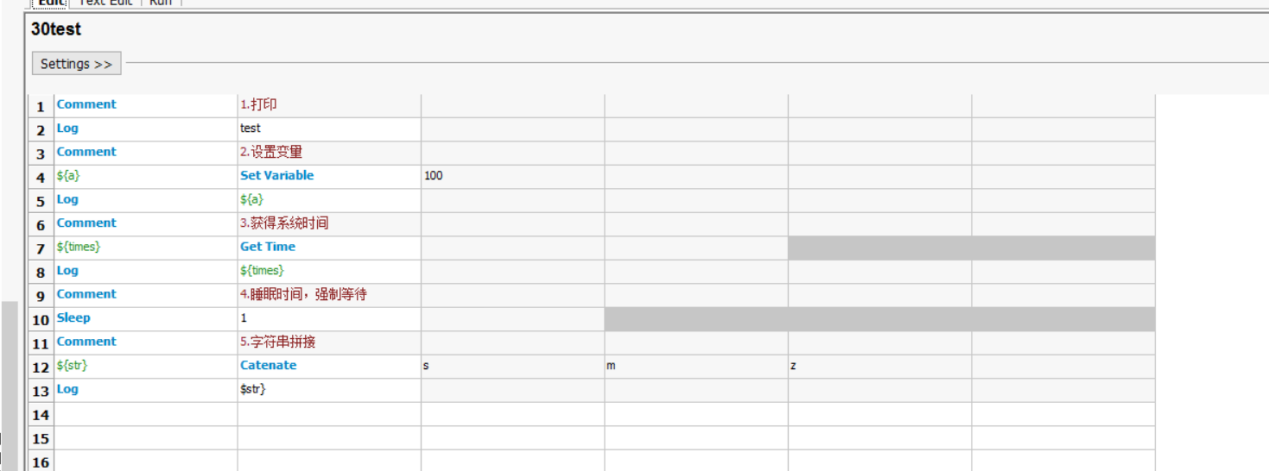 Edit Text Edit Run
30test
Settings >>
1 Comment 1.打印
2 Log test
3 Comment 2.设置变量
4 ${a} Set Variable 100
5 Log ${a}
6 Comment 3.获得系统时间
7 ${times} Get Time
8 Log ${times}
9 Comment 4.睡眠时间，强制等待
10 Sleep 1
11 Comment 5.字符串拼接
12 ${str} Catenate s m z
13 Log $str}
14
15
16